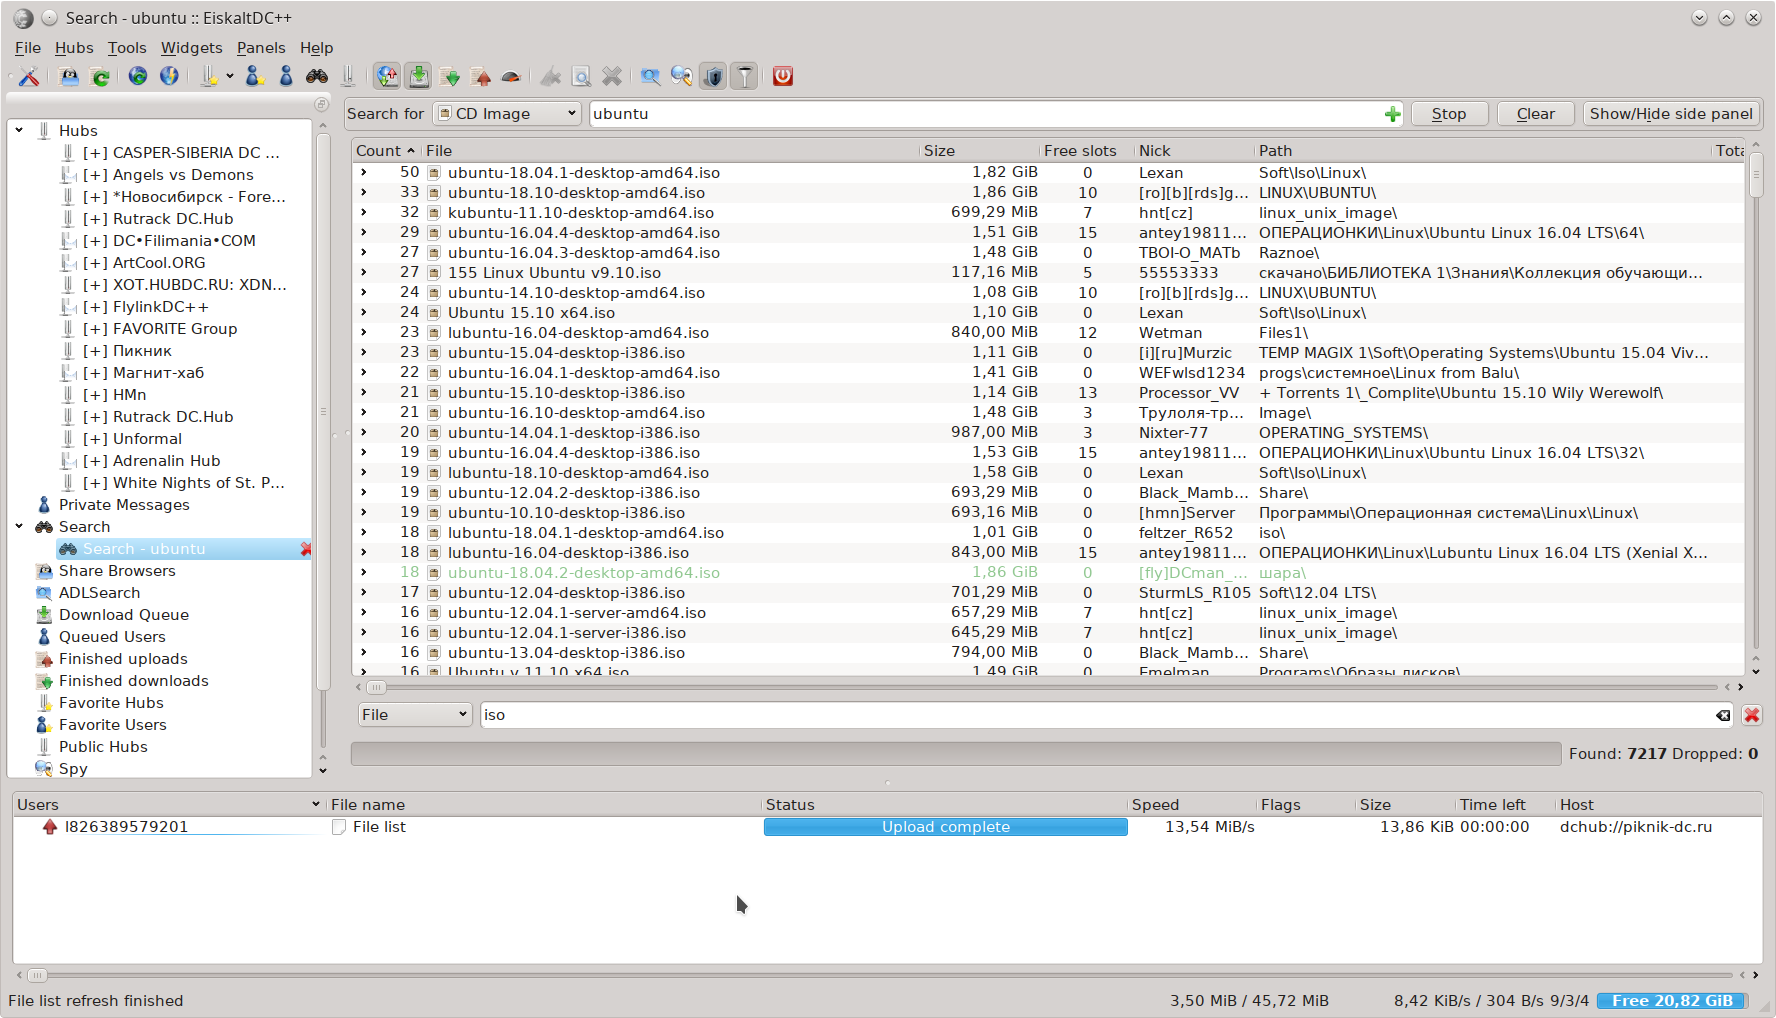 Search - ubuntu :: EiskaltDC++
File Hubs Tools Widgets Panels Help
Search for CD Image ubuntu Stop Clear Show/Hide side panel
Hubs
[+] CASPER-SIBERIA DC ...
[+] Angels vs Demons
[+] *Новосибирск - Fore...
[+] Rutrack DC.Hub
[+] DC•Filimania•COM
[+] ArtCool.ORG
[+] XOT.HUBDC.RU: XDN...
[+] FlylinkDC++
[+] FAVORITE Group
[+] Пикник
[+] Магнит-хаб
[+] HMn
[+] Rutrack DC.Hub
[+] Unformal
[+] Adrenalin Hub
[+] White Nights of St. P...
Private Messages
Search
Search - ubuntu
Share Browsers
ADLSearch
Download Queue
Queued Users
Finished uploads
Finished downloads
Favorite Hubs
Favorite Users
Public Hubs
Spy
Count File Size Free slots Nick Path Tota
50 ubuntu-18.04.1-desktop-amd64.iso 1,82 GiB 0 Lexan Soft\Iso\Linux\
33 ubuntu-18.10-desktop-amd64.iso 1,86 GiB 10 [ro][b][rds]g... LINUX\UBUNTU\
32 kubuntu-11.10-desktop-amd64.iso 699,29 MiB 7 hnt[cz] linux_unix_image\
29 ubuntu-16.04.4-desktop-amd64.iso 1,51 GiB 15 antey19811... ОПЕРАЦИОНКИ\Linux\Ubuntu Linux 16.04 LTS\64\
27 ubuntu-16.04.3-desktop-amd64.iso 1,48 GiB 0 TBOI-O_MATb Raznoe\
27 155 Linux Ubuntu v9.10.iso 117,16 MiB 5 55553333 скачано\БИБЛИОТЕКА 1\Знания\Коллекция обучающи...
24 ubuntu-14.10-desktop-amd64.iso 1,08 GiB 10 [ro][b][rds]g... LINUX\UBUNTU\
24 Ubuntu 15.10 x64.iso 1,10 GiB 0 Lexan Soft\Iso\Linux\
23 lubuntu-16.04-desktop-amd64.iso 840,00 MiB 12 Wetman Files1\
23 ubuntu-15.04-desktop-i386.iso 1,11 GiB 0 [i][ru]Murzic TEMP MAGIX 1\Soft\Operating Systems\Ubuntu 15.04 Viv...
22 ubuntu-16.04.1-desktop-amd64.iso 1,41 GiB 0 WEFwlsd1234 progs\системное\Linux from Balu\
21 ubuntu-15.10-desktop-i386.iso 1,14 GiB 13 Processor_VV + Torrents 1\_Complite\Ubuntu 15.10 Wily Werewolf\
21 ubuntu-16.10-desktop-amd64.iso 1,48 GiB 3 Трулоля-тр... Image\
20 ubuntu-14.04.1-desktop-i386.iso 987,00 MiB 3 Nixter-77 OPERATING_SYSTEMS\
19 ubuntu-16.04.4-desktop-i386.iso 1,53 GiB 15 antey19811... ОПЕРАЦИОНКИ\Linux\Ubuntu Linux 16.04 LTS\32\
19 lubuntu-18.10-desktop-amd64.iso 1,58 GiB 0 Lexan Soft\Iso\Linux\
19 ubuntu-12.04.2-desktop-i386.iso 693,29 MiB 0 Black_Mamb... Share\
19 ubuntu-10.10-desktop-i386.iso 693,16 MiB 0 [hmn]Server Программы\Операционная система\Linux\Linux\
18 lubuntu-18.04.1-desktop-amd64.iso 1,01 GiB 0 feltzer_R652 iso\
18 lubuntu-16.04-desktop-i386.iso 843,00 MiB 15 antey19811... ОПЕРАЦИОНКИ\Linux\Lubuntu Linux 16.04 LTS (Xenial X...
18 ubuntu-18.04.2-desktop-amd64.iso 1,86 GiB 0 [fly]DCman_... шара\
17 ubuntu-12.04-desktop-i386.iso 701,29 MiB 0 SturmLS_R105 Soft\12.04 LTS\
16 ubuntu-12.04.1-server-amd64.iso 657,29 MiB 7 hnt[cz] linux_unix_image\
16 ubuntu-12.04.1-server-i386.iso 645,29 MiB 7 hnt[cz] linux_unix_image\
16 ubuntu-13.04-desktop-i386.iso 794,00 MiB 0 Black_Mamb... Share\
16 Ubuntu v 11.10 x64.iso 1,49 GiB 0 Emelman Programs\Образы дисков\
File iso
Found: 7217 Dropped: 0
Users File name Status Speed Flags Size Time left Host
I826389579201 File list Upload complete 13,54 MiB/s 13,86 KiB 00:00:00 dchub://piknik-dc.ru
File list refresh finished 3,50 MiB / 45,72 MiB 8,42 KiB/s / 304 B/s 9/3/4 Free 20,82 GiB